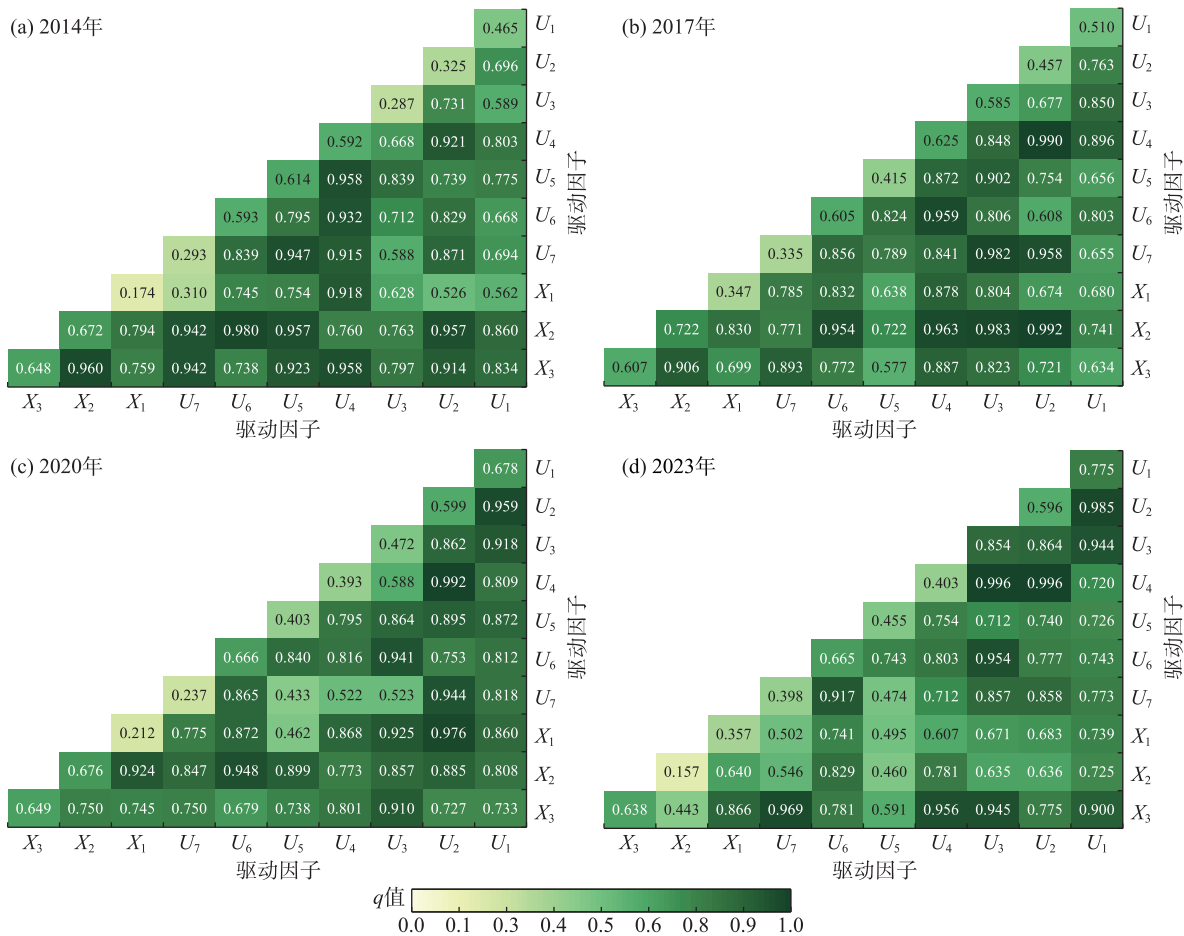 (a) 2014年
0.465 U₁
0.325 0.696 U₂
0.287 0.731 0.589 U₃
0.592 0.668 0.921 0.803 U₄
0.614 0.958 0.839 0.739 0.775 U₅
0.593 0.795 0.932 0.712 0.829 0.668 U₆
0.293 0.839 0.947 0.915 0.588 0.871 0.694 U₇
0.174 0.310 0.745 0.754 0.918 0.628 0.526 0.562 X₁
0.672 0.794 0.942 0.980 0.957 0.760 0.763 0.957 0.860 X₂
0.648 0.960 0.759 0.942 0.738 0.923 0.958 0.797 0.914 0.834 X₃
X₃ X₂ X₁ U₇ U₆ U₅ U₄ U₃ U₂ U₁
驱动因子
驱动因子
(b) 2017年
0.510 U₁
0.457 0.763 U₂
0.585 0.677 0.850 U₃
0.625 0.848 0.990 0.896 U₄
0.415 0.872 0.902 0.754 0.656 U₅
0.605 0.824 0.959 0.806 0.608 0.803 U₆
0.335 0.856 0.789 0.841 0.982 0.958 0.655 U₇
0.347 0.785 0.832 0.638 0.878 0.804 0.674 0.680 X₁
0.722 0.830 0.771 0.954 0.722 0.963 0.983 0.992 0.741 X₂
0.607 0.906 0.699 0.893 0.772 0.577 0.887 0.823 0.721 0.634 X₃
X₃ X₂ X₁ U₇ U₆ U₅ U₄ U₃ U₂ U₁
驱动因子
驱动因子
(c) 2020年
0.678 U₁
0.599 0.959 U₂
0.472 0.862 0.918 U₃
0.393 0.588 0.992 0.809 U₄
0.403 0.795 0.864 0.895 0.872 U₅
0.666 0.840 0.816 0.941 0.753 0.812 U₆
0.237 0.865 0.433 0.522 0.523 0.944 0.818 U₇
0.212 0.775 0.872 0.462 0.868 0.925 0.976 0.860 X₁
0.676 0.924 0.847 0.948 0.899 0.773 0.857 0.885 0.808 X₂
0.649 0.750 0.745 0.750 0.679 0.738 0.801 0.910 0.727 0.733 X₃
X₃ X₂ X₁ U₇ U₆ U₅ U₄ U₃ U₂ U₁
驱动因子
驱动因子
(d) 2023年
0.775 U₁
0.596 0.985 U₂
0.854 0.864 0.944 U₃
0.403 0.996 0.996 0.720 U₄
0.455 0.754 0.712 0.740 0.726 U₅
0.665 0.743 0.803 0.954 0.777 0.743 U₆
0.398 0.917 0.474 0.712 0.857 0.858 0.773 U₇
0.357 0.502 0.741 0.495 0.607 0.671 0.683 0.739 X₁
0.157 0.640 0.546 0.829 0.460 0.781 0.635 0.636 0.725 X₂
0.638 0.443 0.866 0.969 0.781 0.591 0.956 0.945 0.775 0.900 X₃
X₃ X₂ X₁ U₇ U₆ U₅ U₄ U₃ U₂ U₁
驱动因子
驱动因子
q值
0.0 0.1 0.3 0.4 0.5 0.6 0.8 0.9 1.0